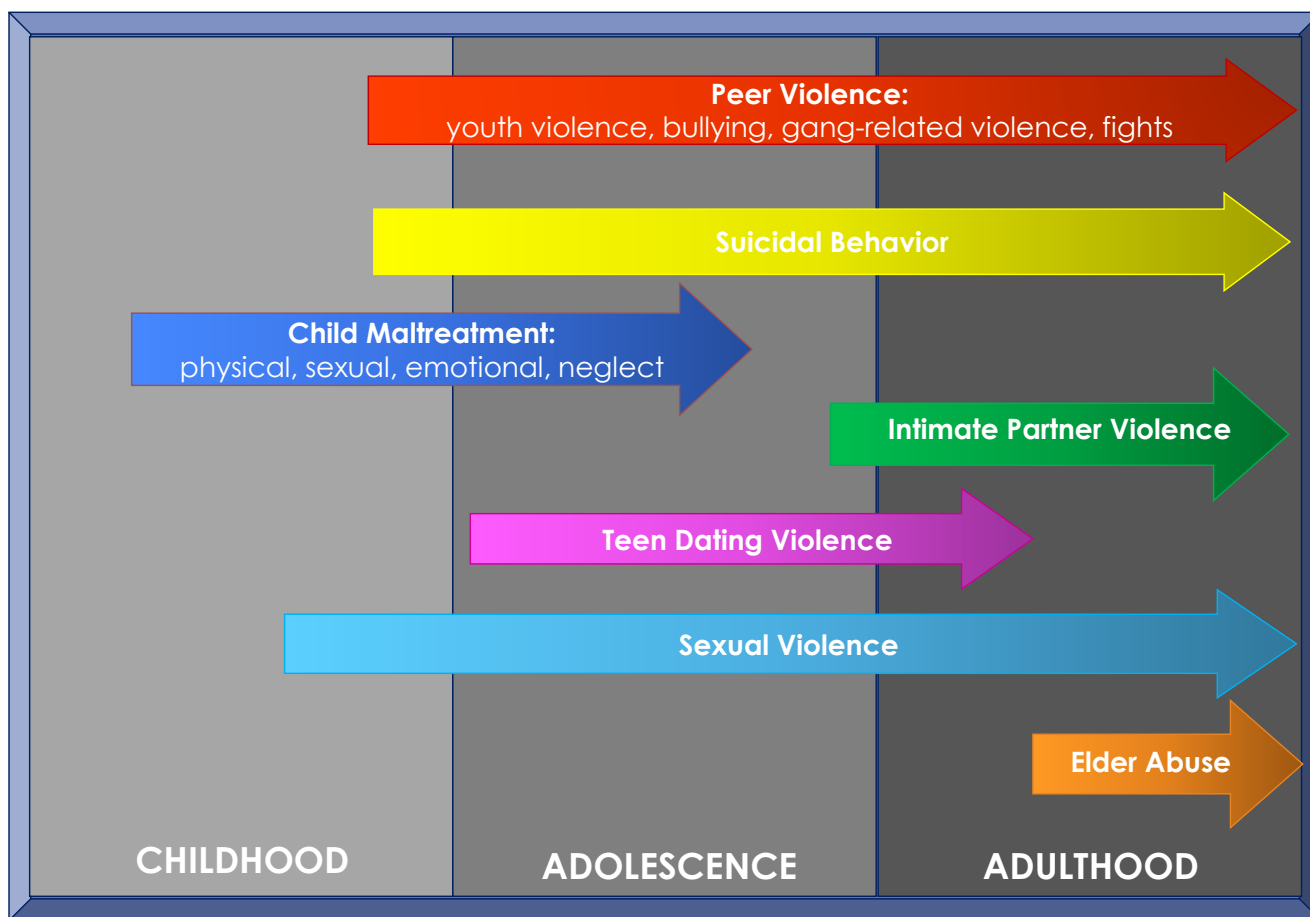 Peer Violence:
youth violence, bullying, gang-related violence, fights
Suicidal Behavior
Child Maltreatment:
physical, sexual, emotional, neglect
Intimate Partner Violence
Teen Dating Violence
Sexual Violence
Elder Abuse
CHILDHOOD
ADOLESCENCE
ADULTHOOD